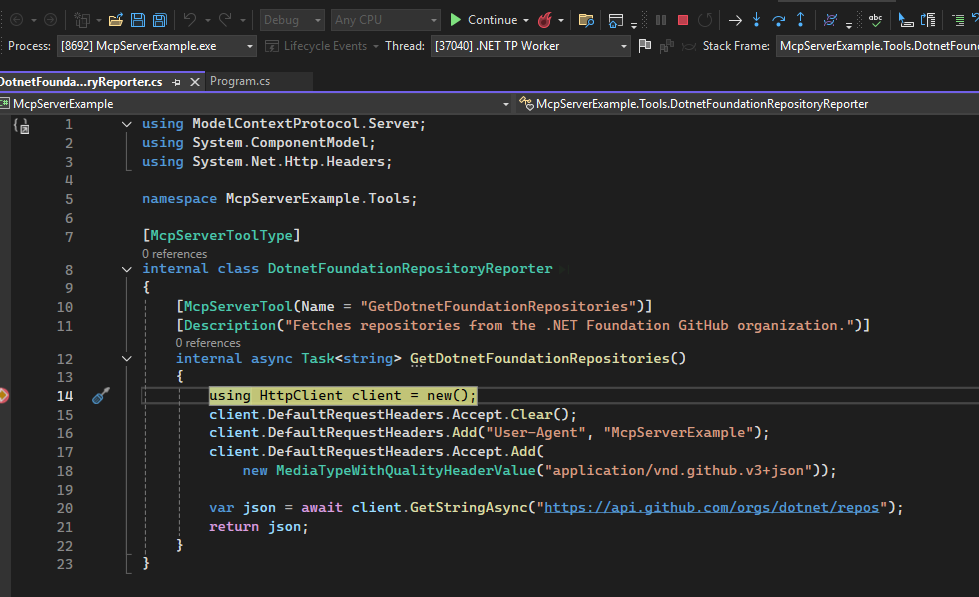 Debug Any CPU Continue abc
Process: [8692] McpServerExample.exe Lifecycle Events Thread: [37040] .NET TP Worker Stack Frame: McpServerExample.Tools.DotnetFound
DotnetFounda...ryReporter.cs Program.cs
McpServerExample McpServerExample.Tools.DotnetFoundationRepositoryReporter
1 using ModelContextProtocol.Server;
2 using System.ComponentModel;
3 using System.Net.Http.Headers;
4
5 namespace McpServerExample.Tools;
6
7 [McpServerToolType]
0 references
8 internal class DotnetFoundationRepositoryReporter
9 {
10 [McpServerTool(Name = "GetDotnetFoundationRepositories")]
11 [Description("Fetches repositories from the .NET Foundation GitHub organization.")]
0 references
12 internal async Task<string> GetDotnetFoundationRepositories()
13 {
14 using HttpClient client = new();
15 client.DefaultRequestHeaders.Accept.Clear();
16 client.DefaultRequestHeaders.Add("User-Agent", "McpServerExample");
17 client.DefaultRequestHeaders.Accept.Add(
18 new MediaTypeWithQualityHeaderValue("application/vnd.github.v3+json"));
19
20 var json = await client.GetStringAsync("https://api.github.com/orgs/dotnet/repos");
21 return json;
22 }
23 }